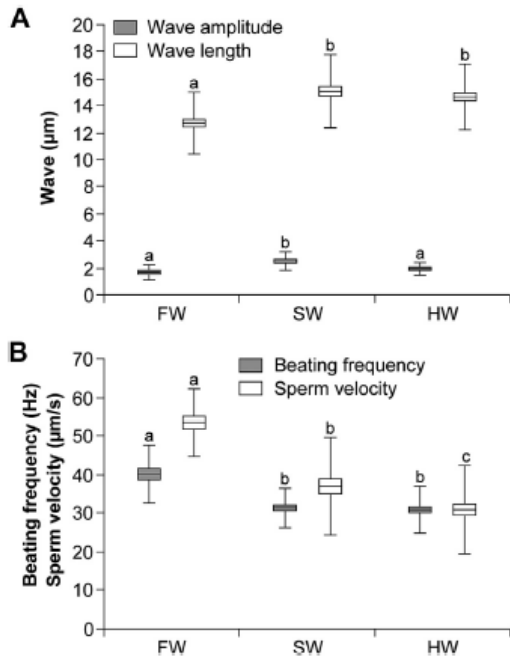 A
Wave amplitude
Wave length
Wave (µm)
20
18
16
14
12
10
8
6
4
2
0
a
a
b
b
a
b
FW
SW
HW
B
Beating frequency
Sperm velocity
Beating frequency (Hz)
Sperm velocity (µm/s)
70
60
50
40
30
20
10
0
a
a
b
b
b
c
FW
SW
HW